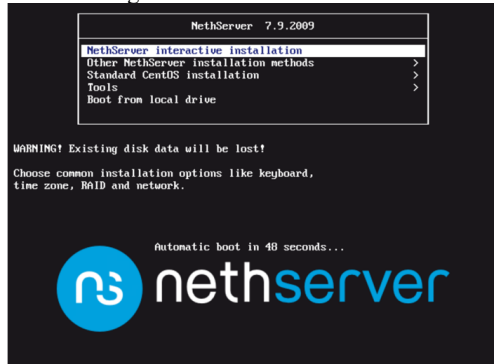 NethServer 7.9.2009
NethServer interactive installation
Other NethServer installation methods >
Standard CentOS installation >
Tools >
Boot from local drive
WARNING! Existing disk data will be lost!
Choose common installation options like keyboard,
time zone, RAID and network.
Automatic boot in 48 seconds...
ns nethserver